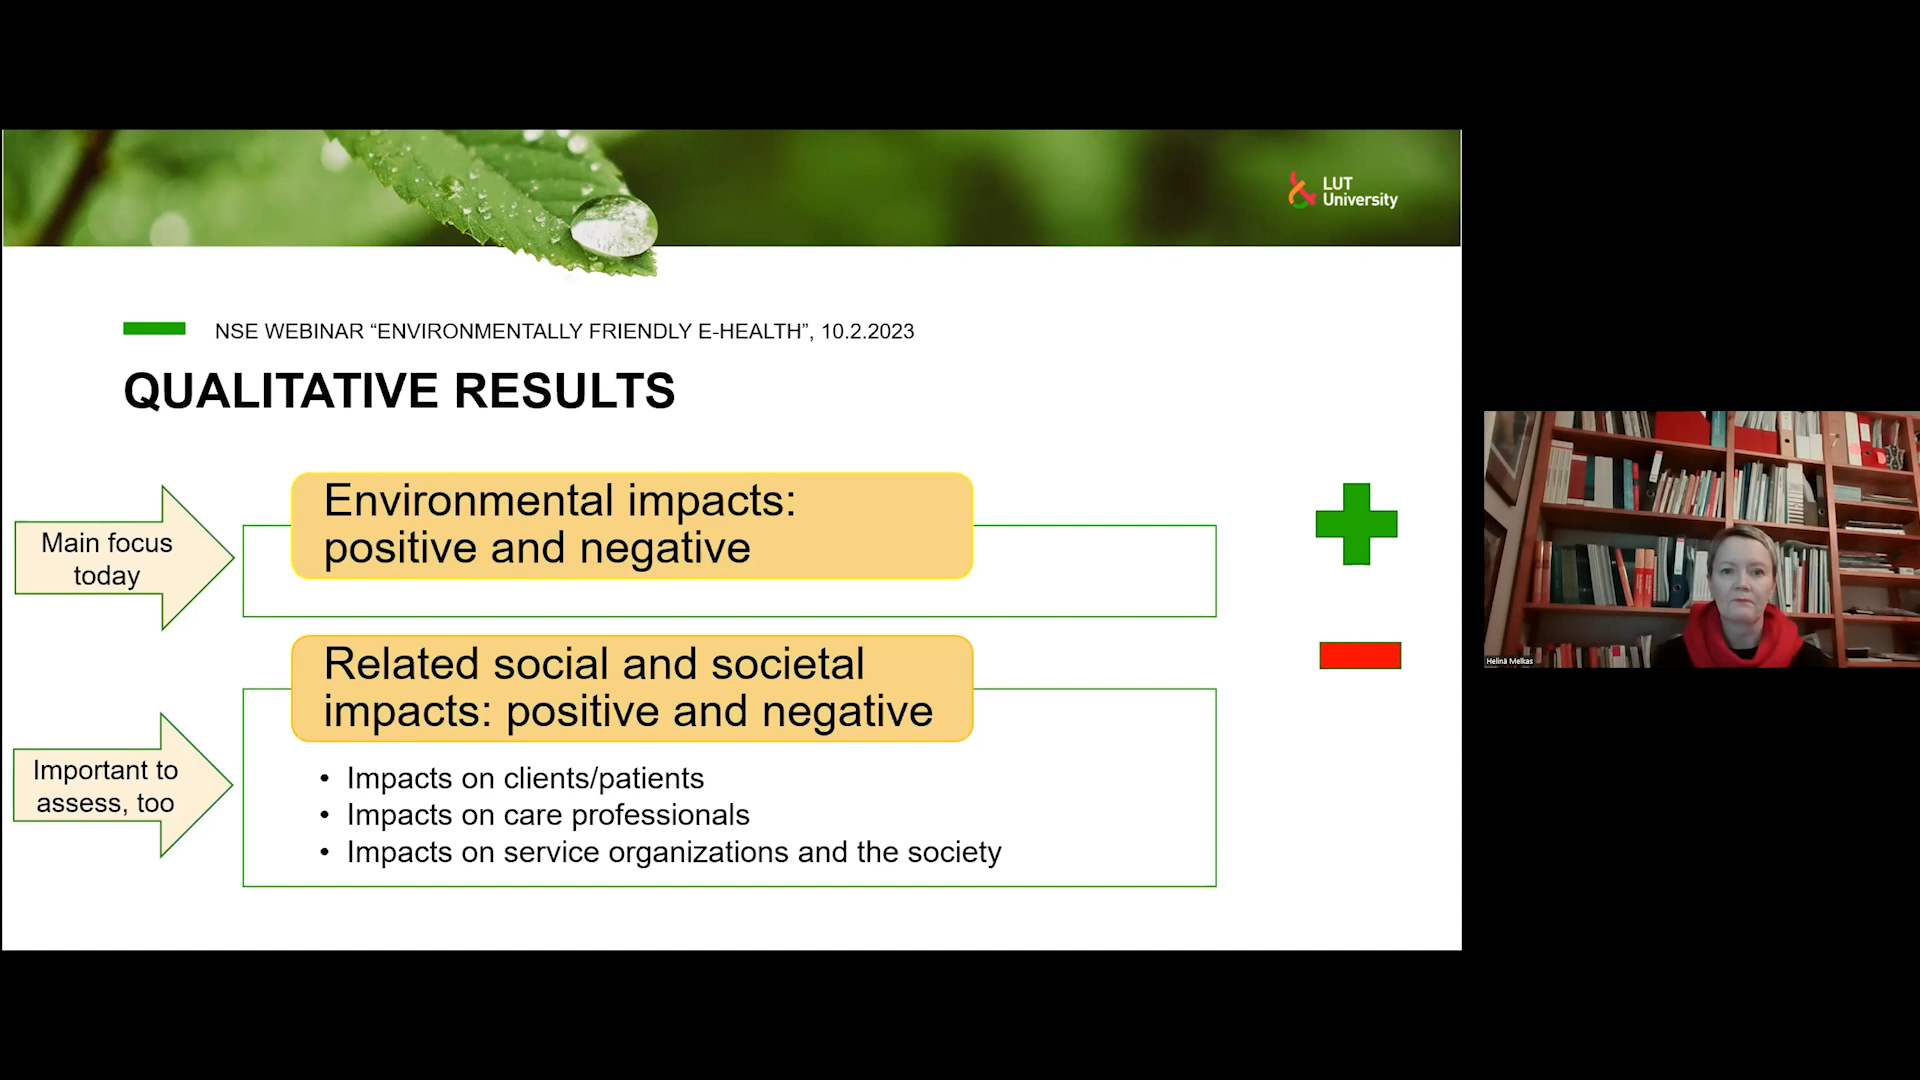 LUT
University
NSE WEBINAR “ENVIRONMENTALLY FRIENDLY E-HEALTH”, 10.2.2023
QUALITATIVE RESULTS
Main focus
today
Environmental impacts:
positive and negative
Important to
assess, too
Related social and societal
impacts: positive and negative
• Impacts on clients/patients
• Impacts on care professionals
• Impacts on service organizations and the society
Helinä Melkas